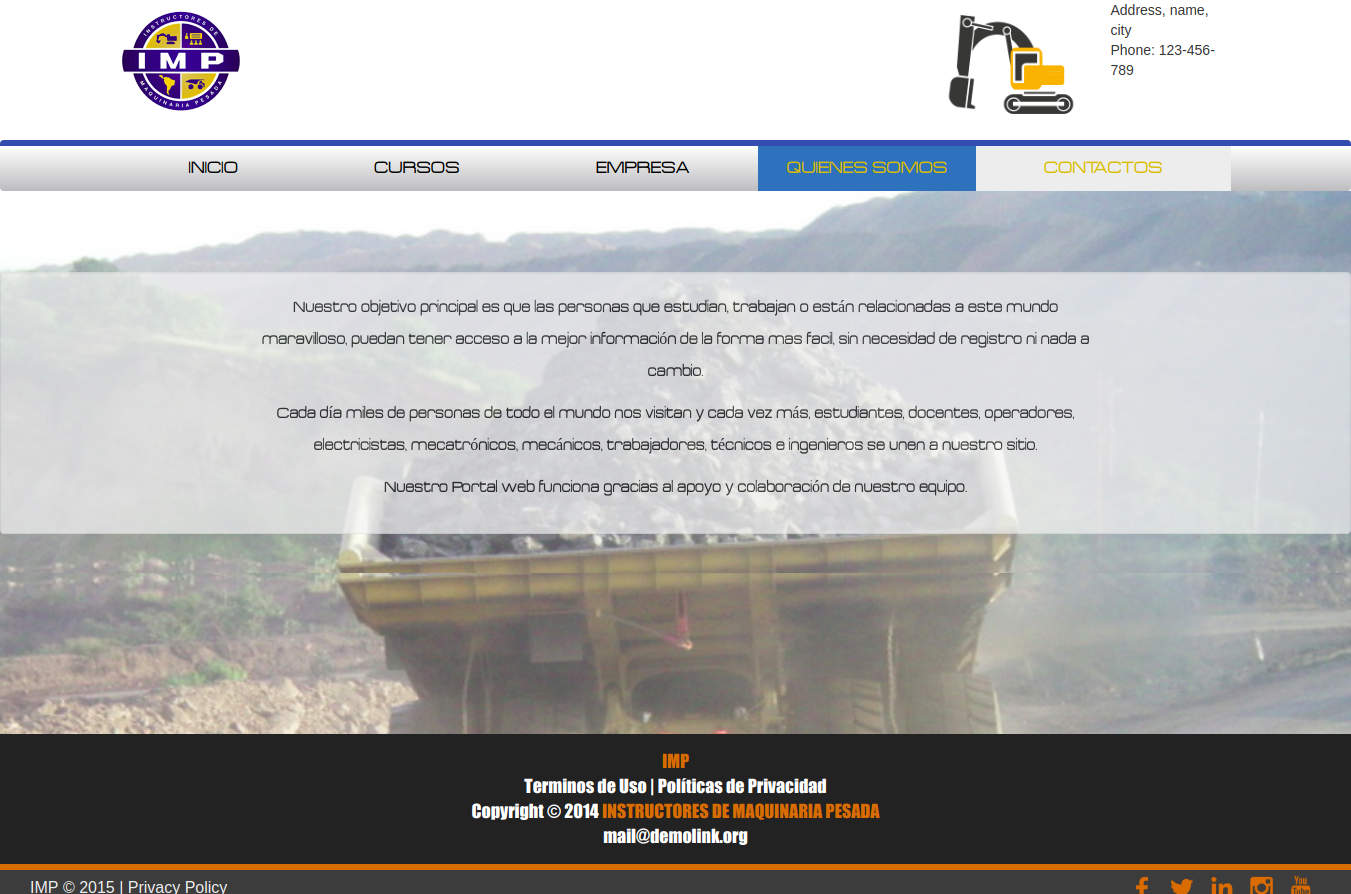 INSTRUCTORES DE
IMP
MAQUINARIA PESADA
Address, name,
city
Phone: 123-456-
789
INICIO CURSOS EMPRESA QUIENES SOMOS CONTACTOS
Nuestro objetivo principal es que las personas que estudian, trabajan o están relacionadas a este mundo
maravilloso, puedan tener acceso a la mejor información de la forma mas facil, sin necesidad de registro ni nada a
cambio.
Cada día miles de personas de todo el mundo nos visitan y cada vez más, estudiantes, docentes, operadores,
electricistas, mecatrónicos, mecánicos, trabajadores, técnicos e ingenieros se unen a nuestro sitio.
Nuestro Portal web funciona gracias al apoyo y colaboración de nuestro equipo.
IMP
Terminos de Uso | Políticas de Privacidad
Copyright © 2014 INSTRUCTORES DE MAQUINARIA PESADA
mail@demolink.org
IMP © 2015 | Privacy Policy
You
Tube